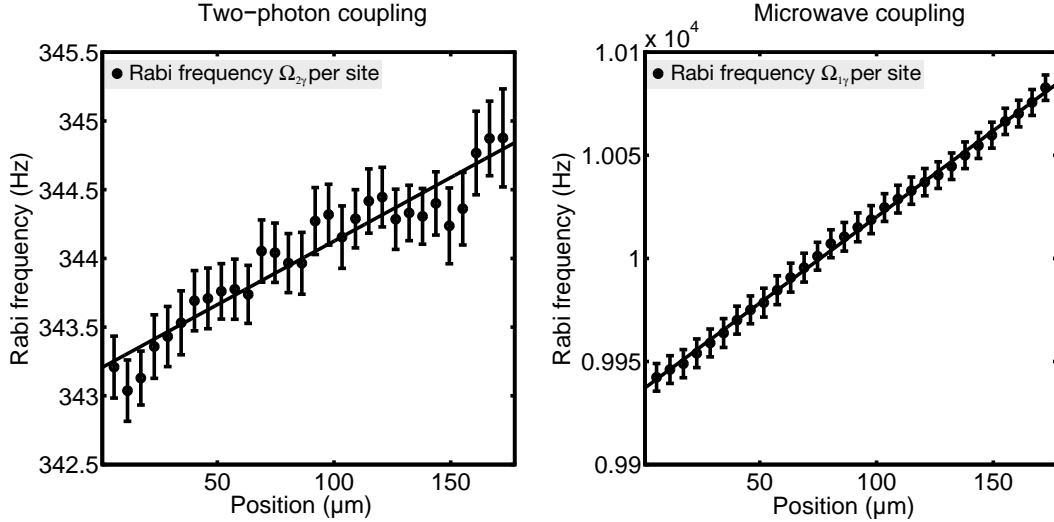 Two−photon coupling
345.5
345
344.5
344
343.5
343
342.5
Rabi frequency (Hz)
Rabi frequency Ω2γ per site
50
100
150
Position (µm)
Microwave coupling
x 10^4
1.01
1.005
1
0.995
0.99
Rabi frequency (Hz)
Rabi frequency Ω1γ per site
50
100
150
Position (µm)